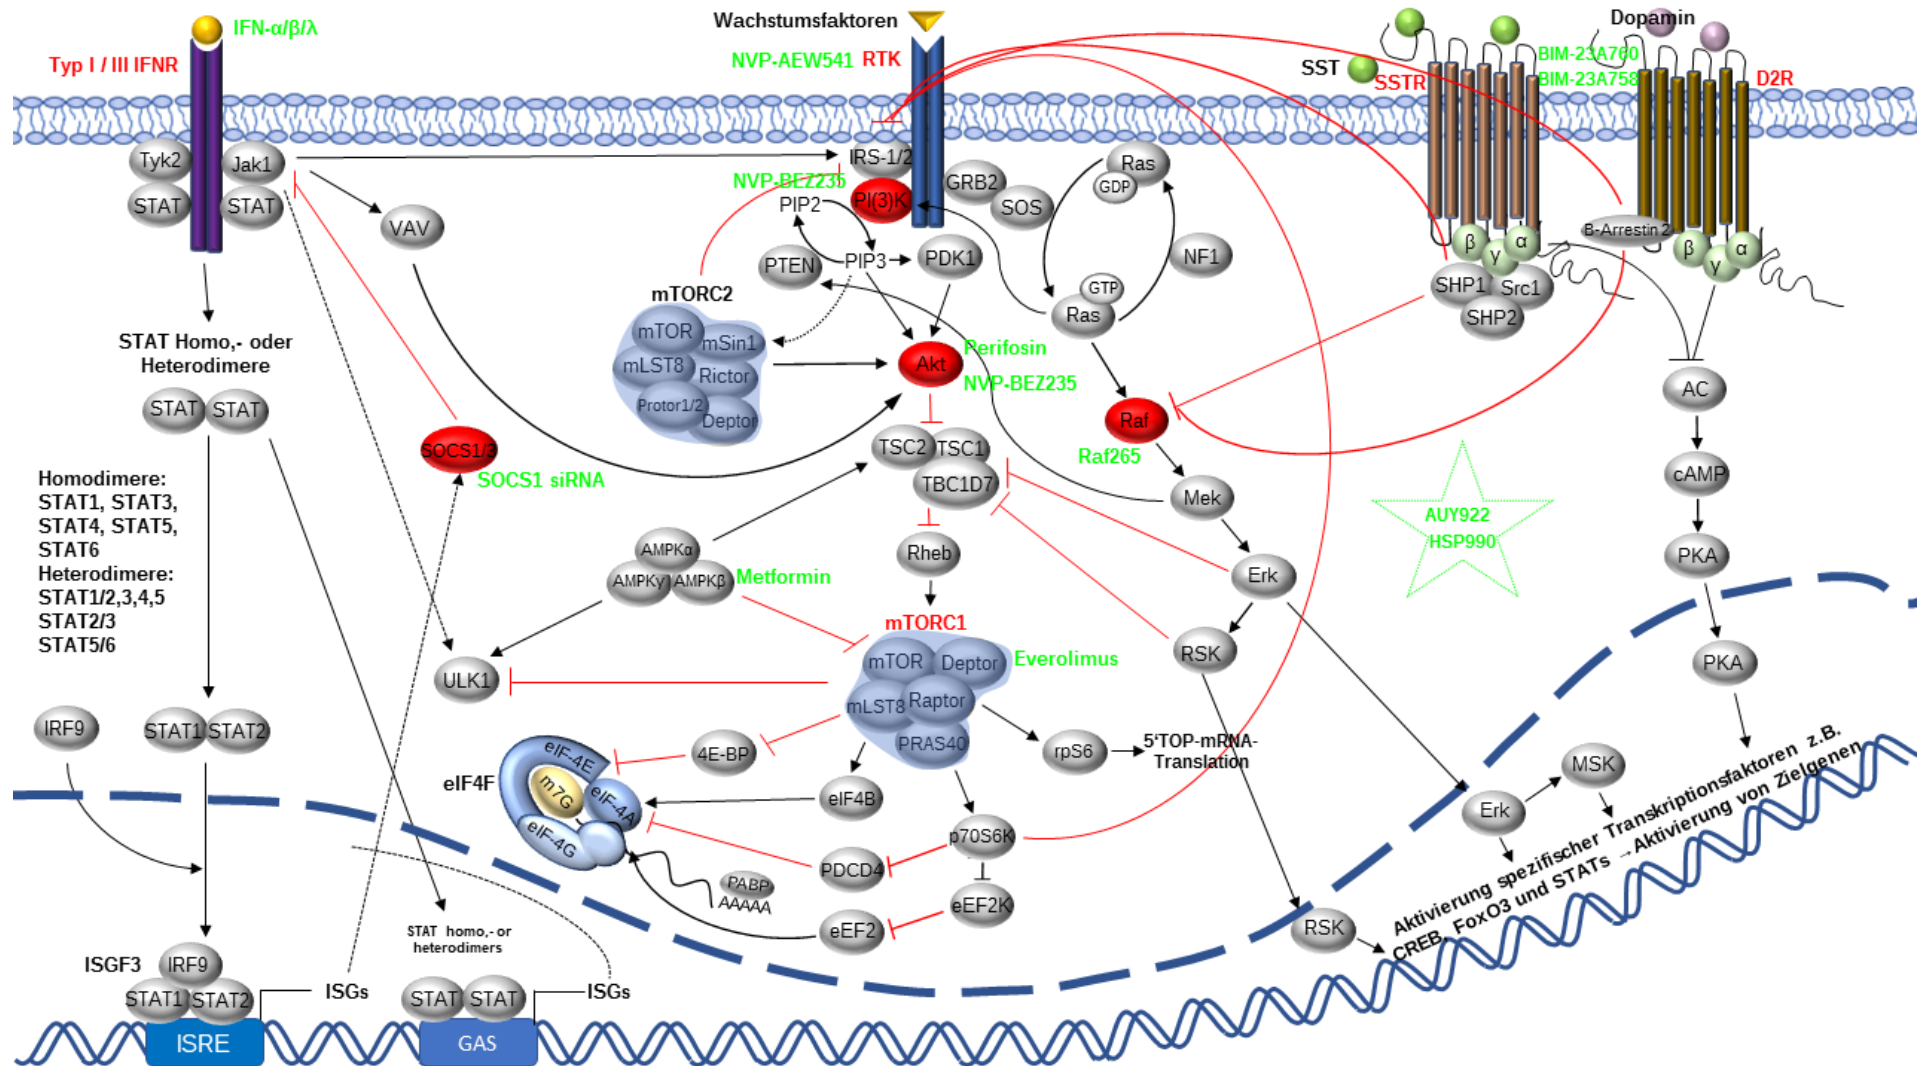 IFN-α/β/λ
Typ I / III IFNR
Wachstumsfaktoren
NVP-AEW541
RTK
SST
SSTR
BIM-23A760
BIM-23A758
Dopamin
D2R
Tyk2
Jak1
STAT
STAT
VAV
IRS-1/2
NVP-BEZ235
PI(3)K
PIP2
PTEN
PIP3
PDK1
GRB2
SOS
Ras
GDP
NF1
GTP
Ras
β
γ
α
SHP1
Src1
SHP2
B-Arrestin 2
β
γ
α
STAT Homo,- oder
Heterodimere
STAT
STAT
mTORC2
mTOR
mSin1
mLST8
Rictor
Protor1/2
Deptor
Akt
Perifosin
NVP-BEZ235
Raf
Raf265
AC
cAMP
PKA
PKA
SOCS1/3
SOCS1 siRNA
TSC2
TSC1
TBC1D7
Mek
AUY922
HSP990
Homodimere:
STAT1, STAT3,
STAT4, STAT5,
STAT6
Heterodimere:
STAT1/2,3,4,5
STAT2/3
STAT5/6
AMPKα
AMPKγ
AMPKβ
Metformin
Rheb
Erk
RSK
ULK1
mTORC1
mTOR
Deptor
Everolimus
mLST8
Raptor
PRAS40
IRF9
STAT1
STAT2
4E-BP
rpS6
5‘TOP-mRNA-
Translation
eIF4F
eIF-4E
m7G
eIF-4A
eIF-4G
eIF4B
p70S6K
PDCD4
PABP
AAAAA
eEF2K
eEF2
Erk
MSK
RSK
Aktivierung spezifischer Transkriptionsfaktoren z.B.
CREB, FoxO3 und STATs →Aktivierung von Zielgenen
STAT homo,- or
heterodimers
ISGF3
IRF9
STAT1
STAT2
ISGs
STAT
STAT
ISGs
ISRE
GAS